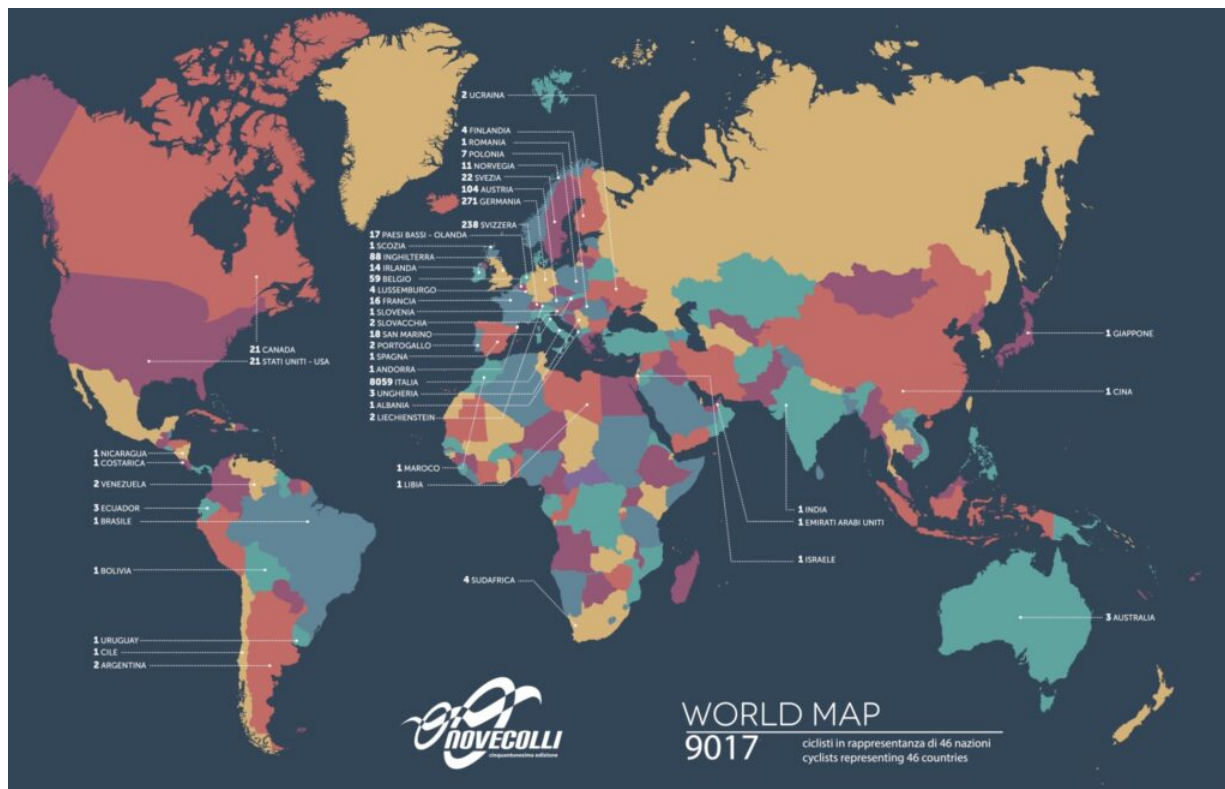 2 UCRAINA
4 FINLANDIA
1 ROMANIA
7 POLONIA
11 NORVEGIA
22 SVEZIA
104 AUSTRIA
271 GERMANIA
238 SVIZZERA
17 PAESI BASSI - OLANDA
1 SCOZIA
88 INGHILTERRA
14 IRLANDA
59 BELGIO
4 LUSSEMBURGO
16 FRANCIA
1 SLOVENIA
2 SLOVACCHIA
18 SAN MARINO
2 PORTOGALLO
1 SPAGNA
1 ANDORRA
8059 ITALIA
3 UNGHERIA
1 ALBANIA
2 LIECHIENSTEIN
21 CANADA
21 STATI UNITI - USA
1 GIAPPONE
1 CINA
1 NICARAGUA
1 COSTARICA
2 VENEZUELA
3 ECUADOR
1 BRASILE
1 BOLIVIA
1 URUGUAY
1 CILE
2 ARGENTINA
1 MAROCO
1 LIBIA
4 SUDAFRICA
1 INDIA
1 EMIRATI ARABI UNITI
1 ISRAELE
3 AUSTRALIA
NOVECOLLI
cinquantunesima edizione
WORLD MAP
9017
ciclisti in rappresentanza di 46 nazioni
cyclists representing 46 countries